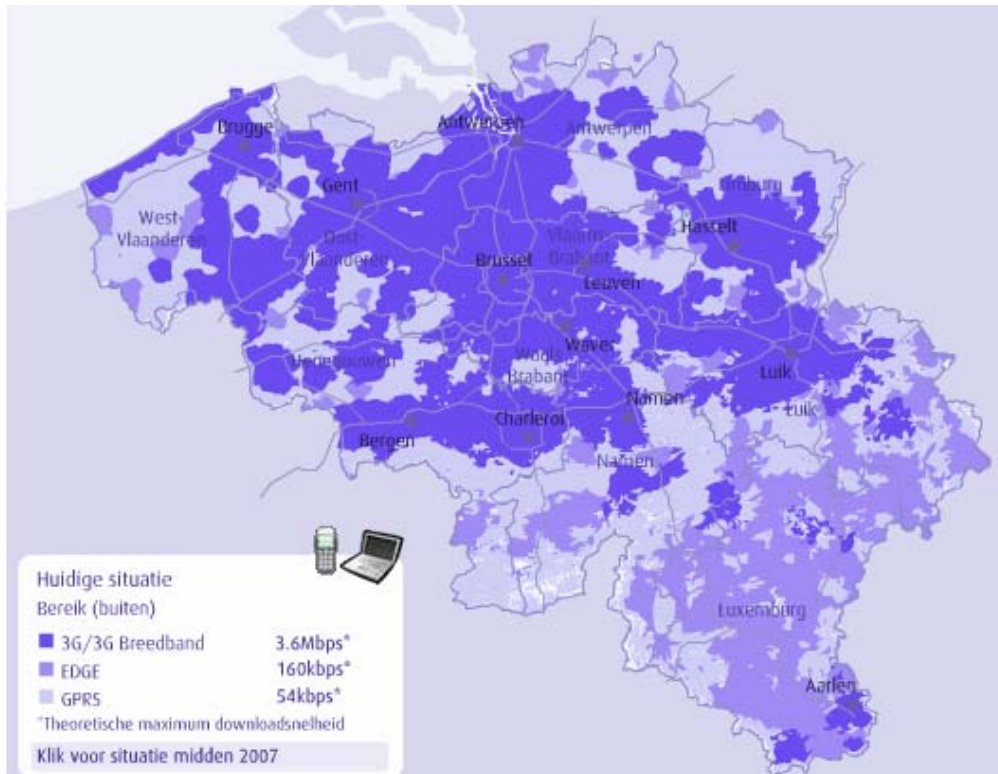 Brugge
Antwerpen
Antwerpen
Gent
Limburg
West-
Vlaanderen
Oost-
Vlaanderen
Hasselt
Vlaams-
Brabant
Brussel
Leuven
Henegouwen
Waver
Waals
Brabant
Luik
Luik
Namen
Bergen
Charleroi
Namen
Luxemburg
Aarlen
Huidige situatie
Bereik (buiten)
3G/3G Breedband 3.6Mbps*
EDGE 160kbps*
GPRS 54kbps*
*Theoretische maximum downloadsnelheid
Klik voor situatie midden 2007